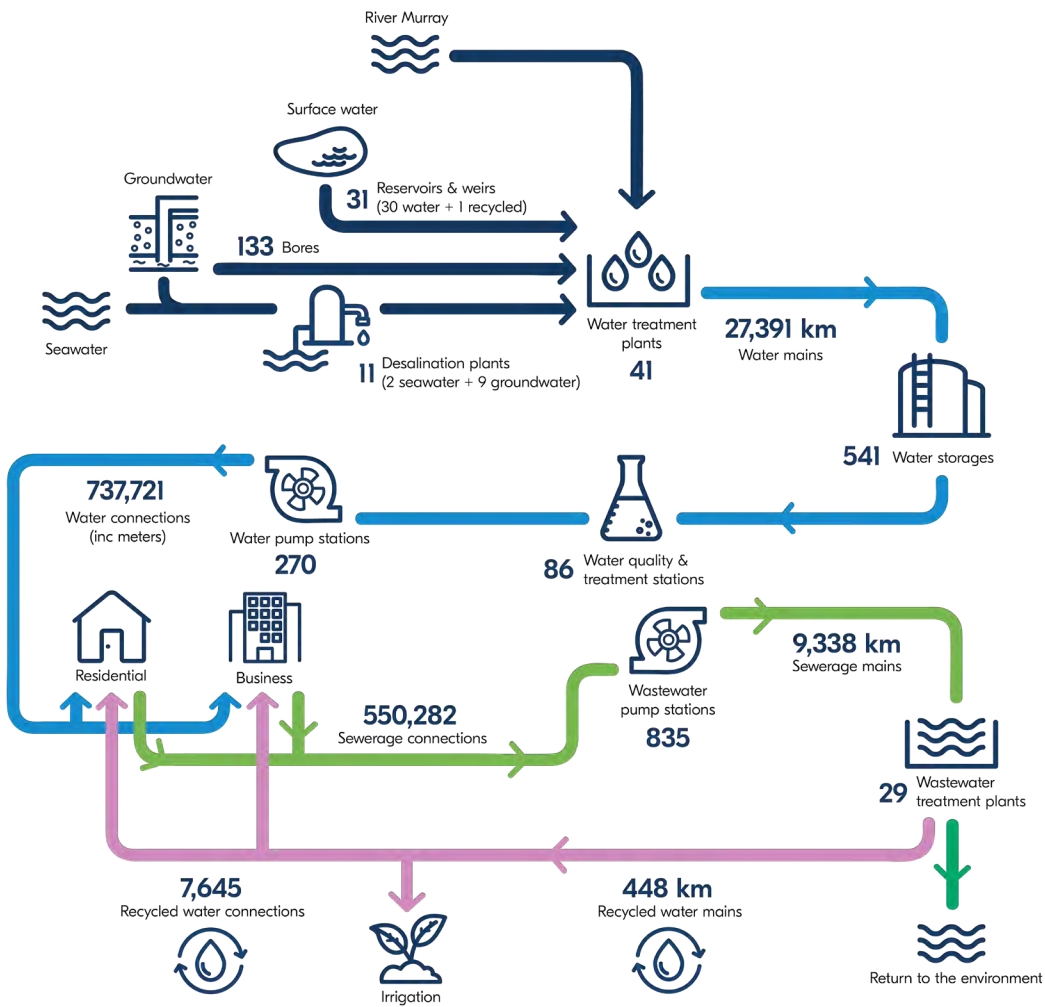 River Murray
Surface water
31 Reservoirs & weirs
(30 water + 1 recycled)
Groundwater
133 Bores
Seawater
11 Desalination plants
(2 seawater + 9 groundwater)
Water treatment
plants
41
27,391 km
Water mains
541 Water storages
86 Water quality &
treatment stations
Water pump stations
270
737,721
Water connections
(inc meters)
Residential
Business
550,282
Sewerage connections
Wastewater
pump stations
835
9,338 km
Sewerage mains
29 Wastewater
treatment plants
7,645
Recycled water connections
448 km
Recycled water mains
Irrigation
Return to the environment